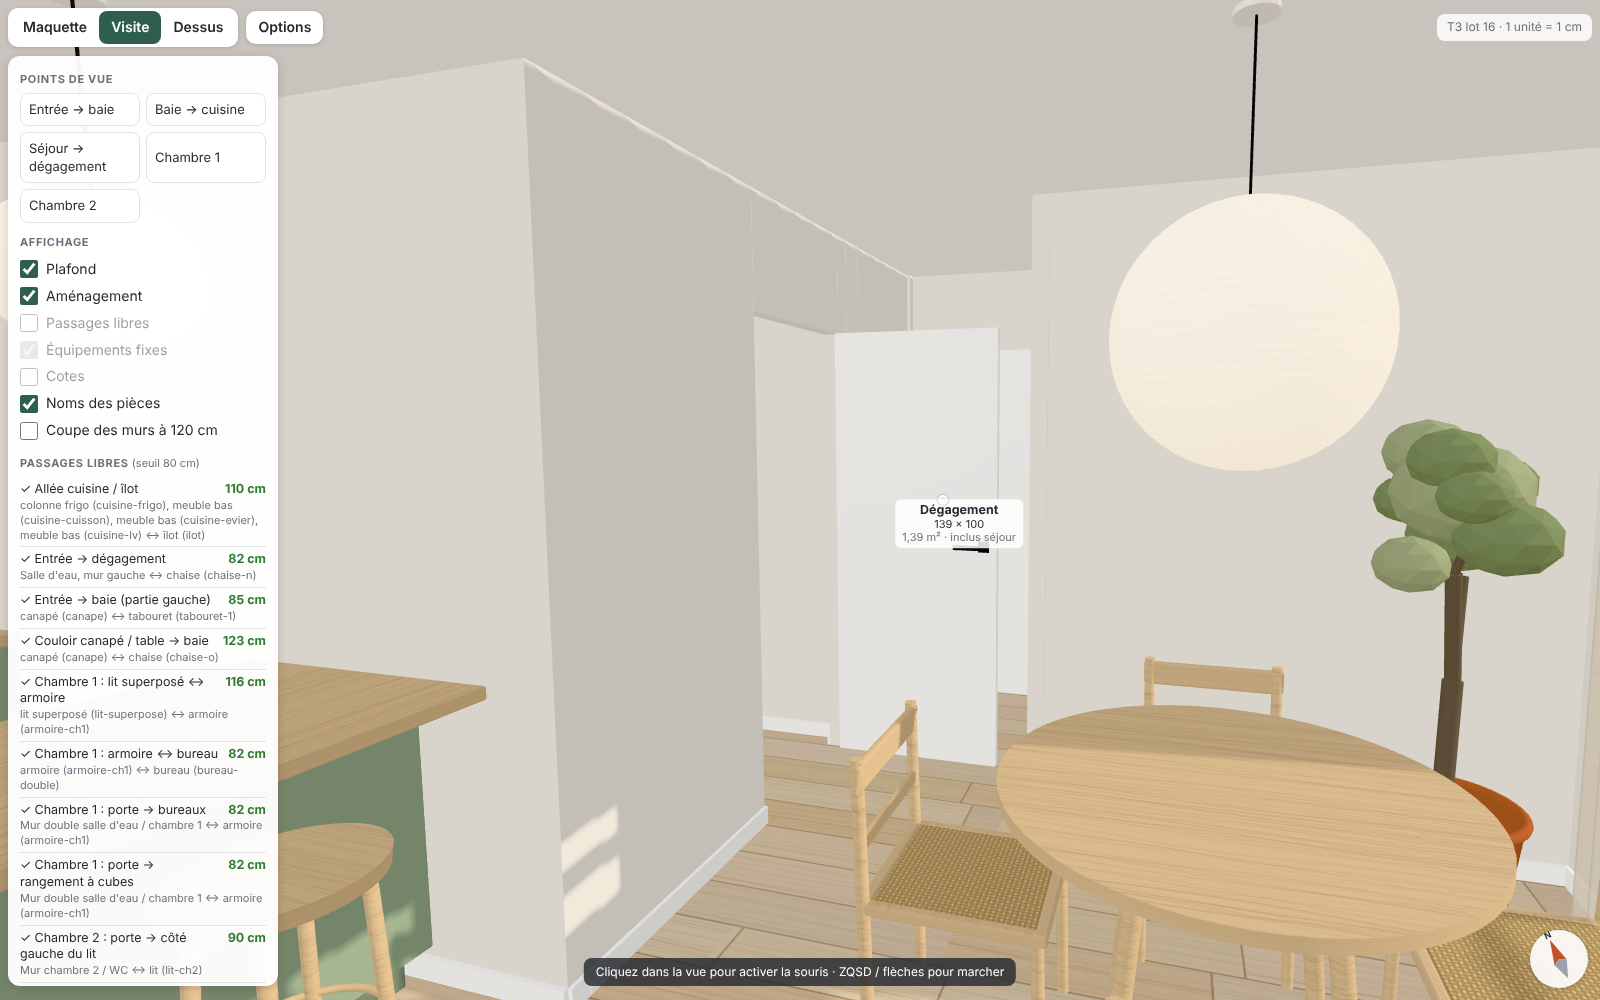 Maquette
Visite
Dessus
Options
T3 lot 16 · 1 unité = 1 cm
POINTS DE VUE
Entrée → baie
Baie → cuisine
Séjour →
dégagement
Chambre 1
Chambre 2
AFFICHAGE
Plafond
Aménagement
Passages libres
Équipements fixes
Cotes
Noms des pièces
Coupe des murs à 120 cm
PASSAGES LIBRES (seuil 80 cm)
✓ Allée cuisine / îlot 110 cm
colonne frigo (cuisine-frigo), meuble bas
(cuisine-cuisson), meuble bas (cuisine-evier),
meuble bas (cuisine-lv) ↔ îlot (ilot)
✓ Entrée → dégagement 82 cm
Salle d'eau, mur gauche ↔ chaise (chaise-n)
✓ Entrée → baie (partie gauche) 85 cm
canapé (canape) ↔ tabouret (tabouret-1)
✓ Couloir canapé / table → baie 123 cm
canapé (canape) ↔ chaise (chaise-o)
✓ Chambre 1 : lit superposé ↔ 116 cm
armoire
lit superposé (lit-superpose) ↔ armoire
(armoire-ch1)
✓ Chambre 1 : armoire ↔ bureau 82 cm
armoire (armoire-ch1) ↔ bureau (bureau-
double)
✓ Chambre 1 : porte → bureaux 82 cm
Mur double salle d'eau / chambre 1 ↔ armoire
(armoire-ch1)
✓ Chambre 1 : porte → 82 cm
rangement à cubes
Mur double salle d'eau / chambre 1 ↔ armoire
(armoire-ch1)
✓ Chambre 2 : porte → côté 90 cm
gauche du lit
Mur chambre 2 / WC ↔ lit (lit-ch2)
Dégagement
139 × 100
1,39 m² · inclus séjour
Cliquez dans la vue pour activer la souris · ZQSD / flèches pour marcher
N